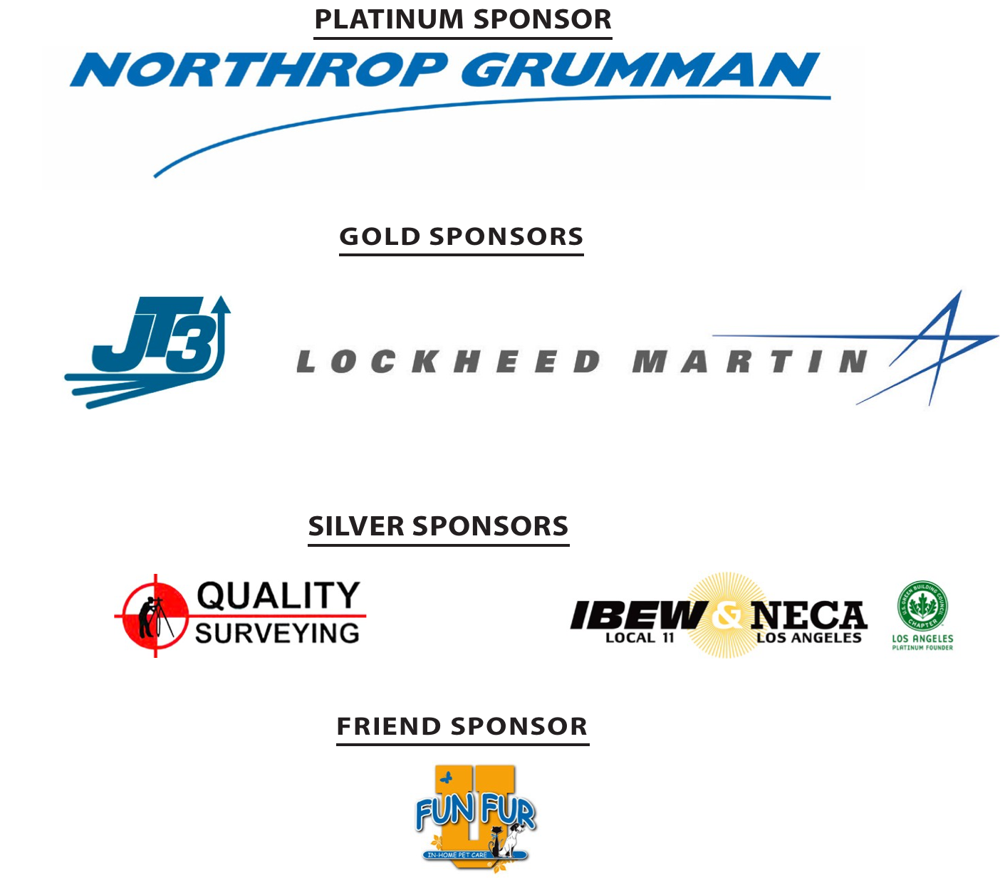 PLATINUM SPONSOR
NORTHROP GRUMMAN
GOLD SPONSORS
JT3
LOCKHEED MARTIN
SILVER SPONSORS
QUALITY
SURVEYING
IBEW & NECA
LOCAL 11 LOS ANGELES
U.S. GREEN BUILDING COUNCIL
CHAPTER
LOS ANGELES
PLATINUM FOUNDER
FRIEND SPONSOR
U
FUN FUR
IN-HOME PET CARE